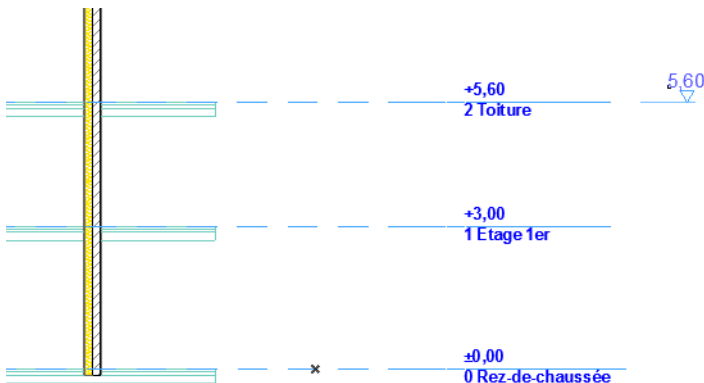 +5,60
2 Toiture
5,60
+3,00
1 Etage 1er
±0,00
0 Rez-de-chaussée